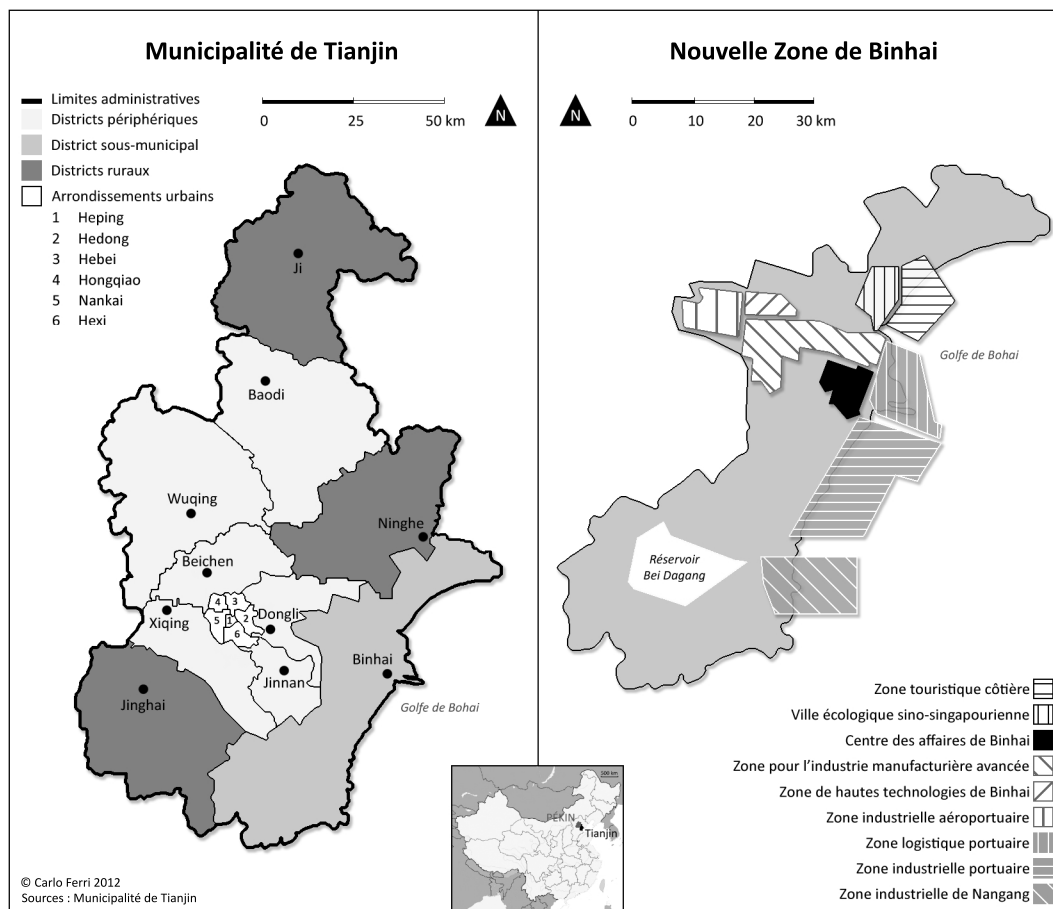 Municipalité de Tianjin
Limites administratives
Districts périphériques
District sous-municipal
Districts ruraux
Arrondissements urbains
1 Heping
2 Hedong
3 Hebei
4 Hongqiao
5 Nankai
6 Hexi
0 25 50 km
N
Ji
Baodi
Wuqing
Ninghe
Beichen
4 3
Xiqing
5 1 2
Dongli
6
Binhai
Jinnan
Jinghai
Golfe de Bohai
© Carlo Ferri 2012
Sources : Municipalité de Tianjin
500 km
PÉKIN
Tianjin
Nouvelle Zone de Binhai
N
0 10 20 30 km
Golfe de Bohai
Réservoir
Bei Dagang
Zone touristique côtière
Ville écologique sino-singapourienne
Centre des affaires de Binhai
Zone pour l'industrie manufacturière avancée
Zone de hautes technologies de Binhai
Zone industrielle aéroportuaire
Zone logistique portuaire
Zone industrielle portuaire
Zone industrielle de Nangang